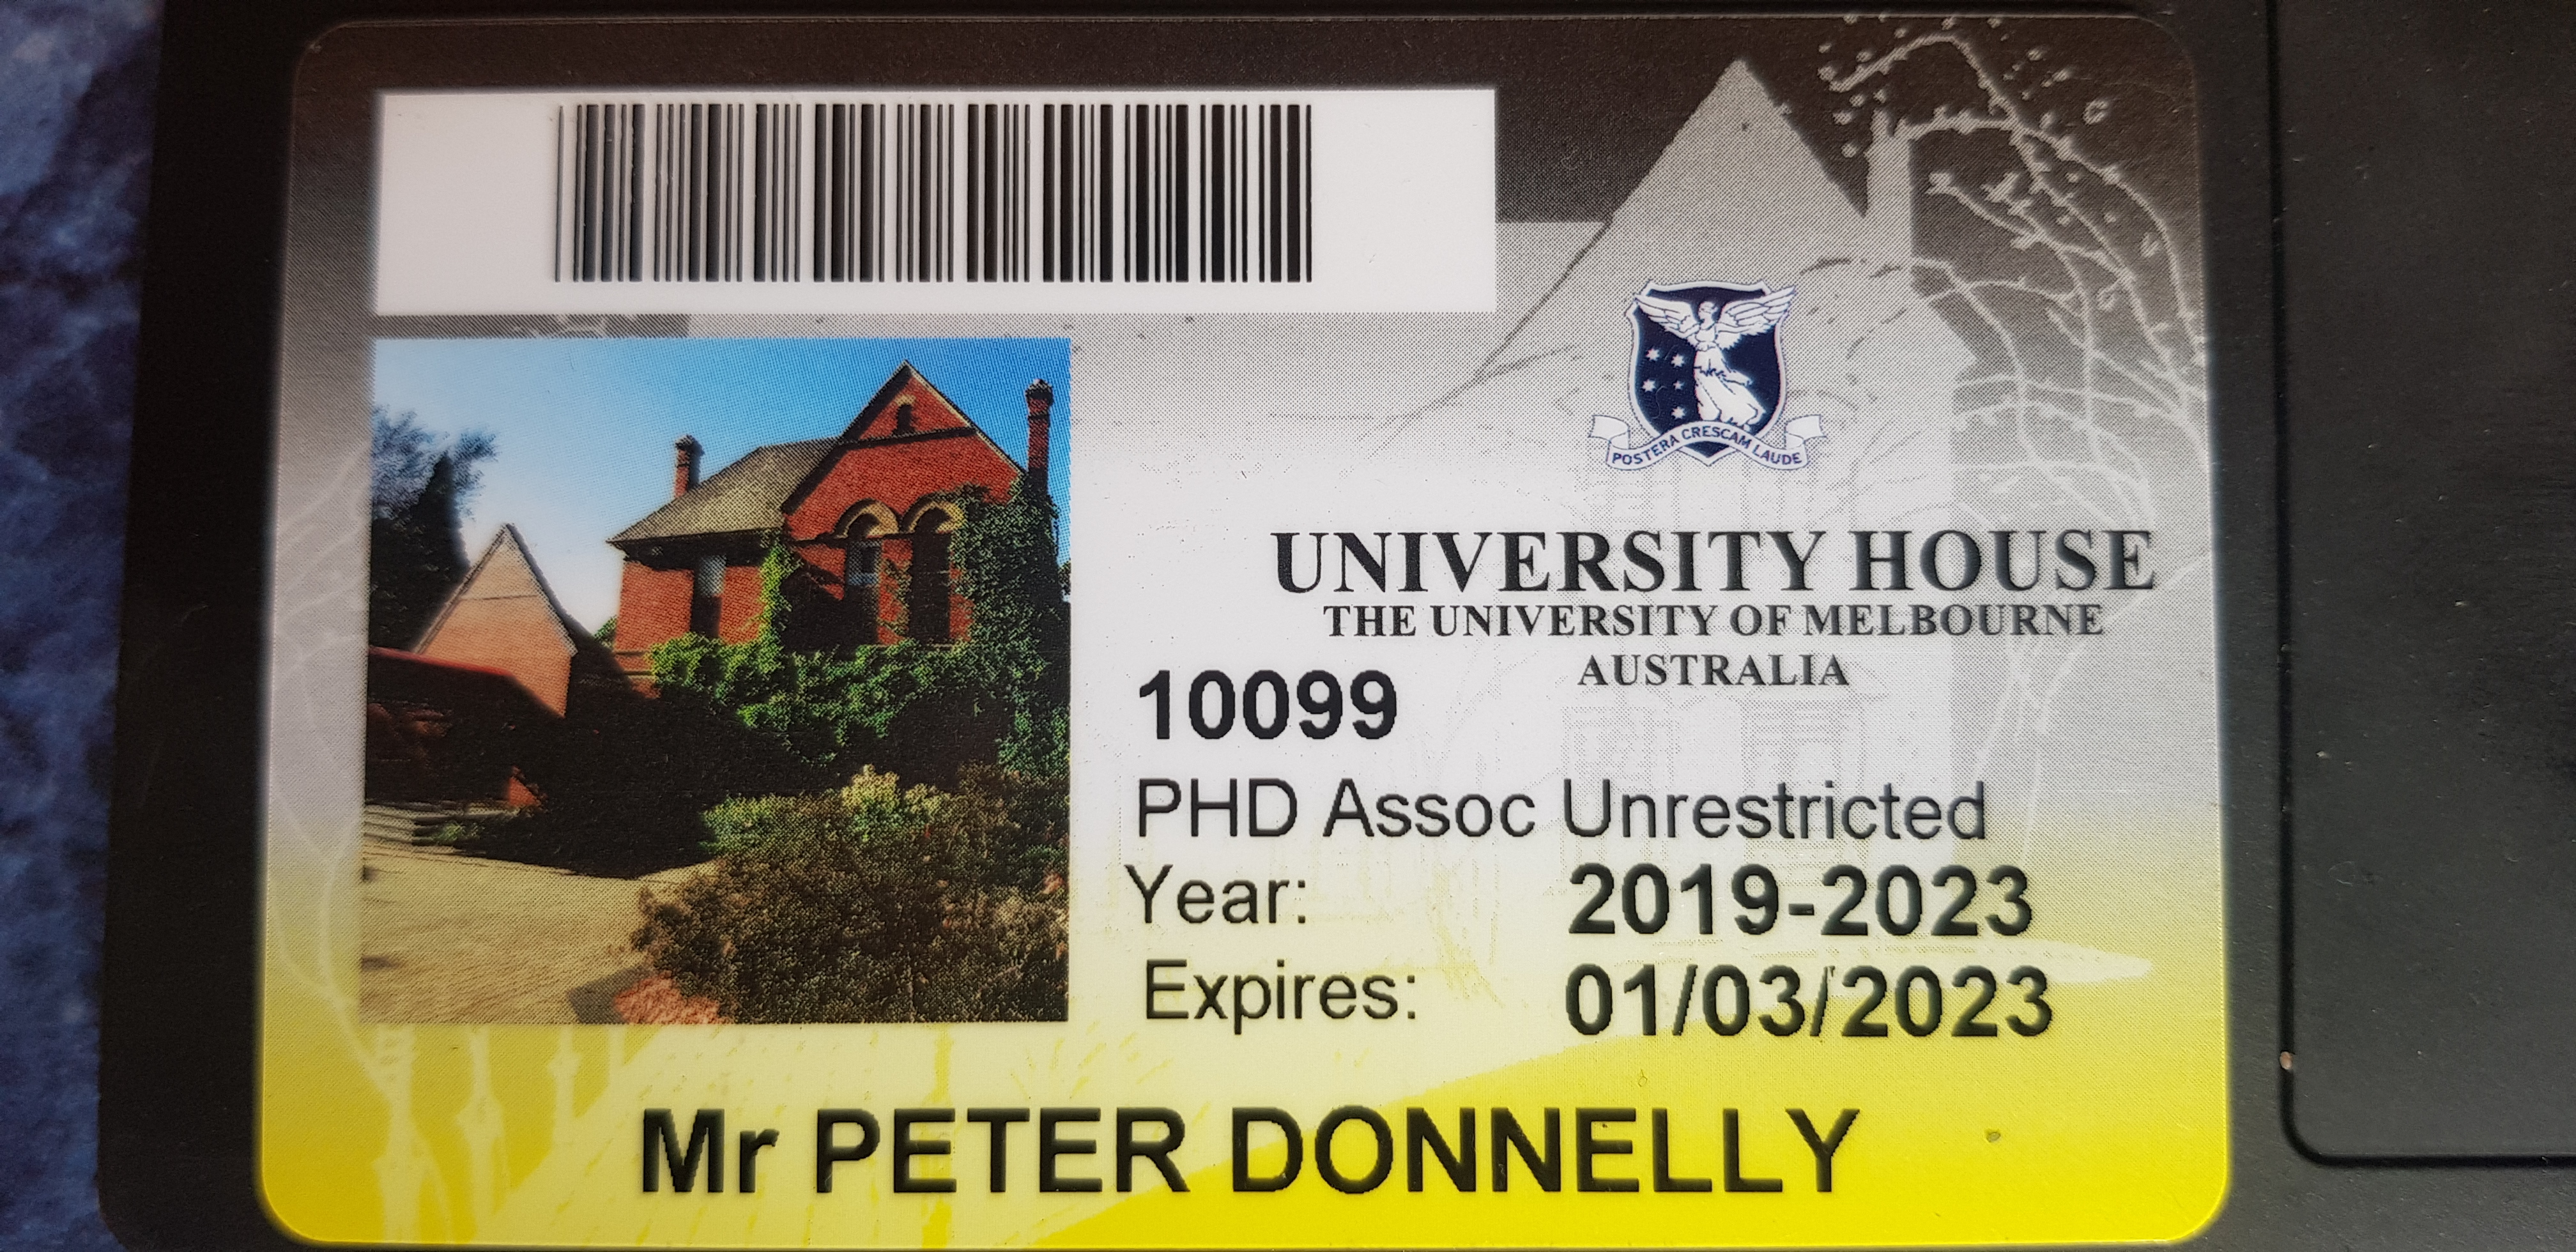 POSTERA CRESCAM LAUDE
UNIVERSITY HOUSE
THE UNIVERSITY OF MELBOURNE
AUSTRALIA
10099
PHD Assoc Unrestricted
Year: 2019-2023
Expires: 01/03/2023
Mr PETER DONNELLY